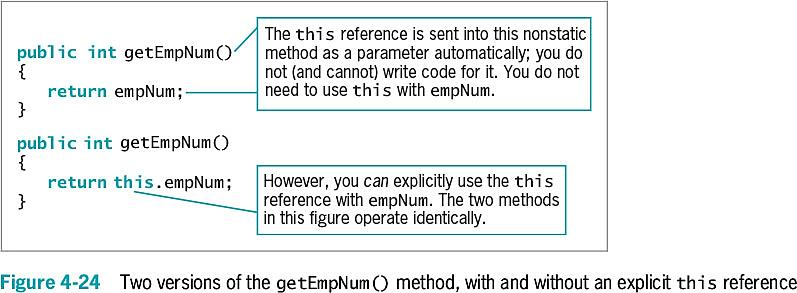 public int getEmpNum()
{
return empNum;
}
The this reference is sent into this nonstatic
method as a parameter automatically; you do
not (and cannot) write code for it. You do not
need to use this with empNum.
public int getEmpNum()
{
return this.empNum;
}
However, you can explicitly use the this
reference with empNum. The two methods
in this figure operate identically.
Figure 4-24 Two versions of the getEmpNum() method, with and without an explicit this reference